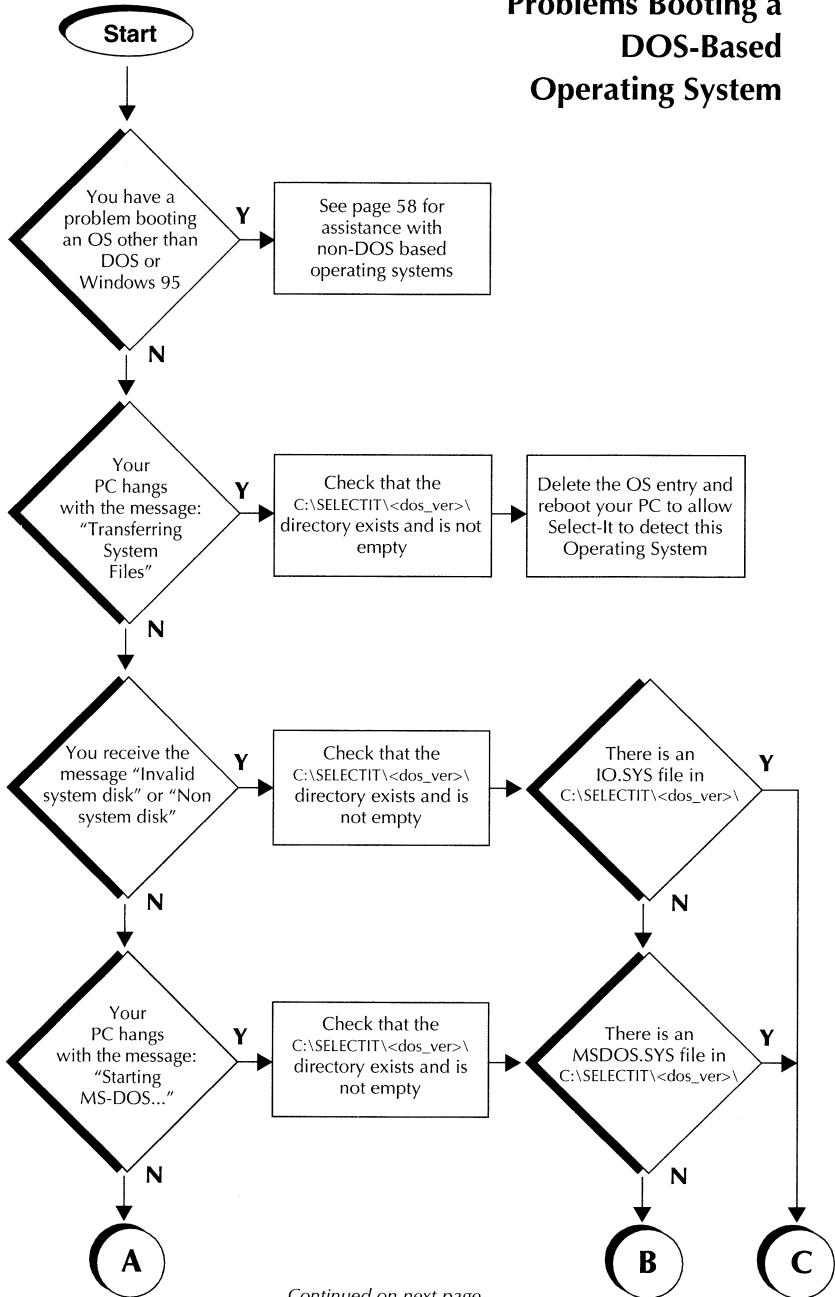 Problems Booting a
DOS-Based
Operating System
Start
You have a
problem booting
an OS other than
DOS or
Windows 95
Y
See page 58 for
assistance with
non-DOS based
operating systems
N
Your
PC hangs
with the message:
“Transferring
System
Files”
Y
Check that the
C:\SELECTIT\<dos_ver>\
directory exists and is not
empty
Delete the OS entry and
reboot your PC to allow
Select-It to detect this
Operating System
N
You receive the
message “Invalid
system disk” or “Non
system disk”
Y
Check that the
C:\SELECTIT\<dos_ver>\
directory exists and is
not empty
There is an
IO.SYS file in
C:\SELECTIT\<dos_ver>\
Y
N
N
Your
PC hangs
with the message:
“Starting
MS-DOS...”
Y
Check that the
C:\SELECTIT\<dos_ver>\
directory exists and is
not empty
There is an
MSDOS.SYS file in
C:\SELECTIT\<dos_ver>\
Y
N
N
A
B
C
Continued on next page